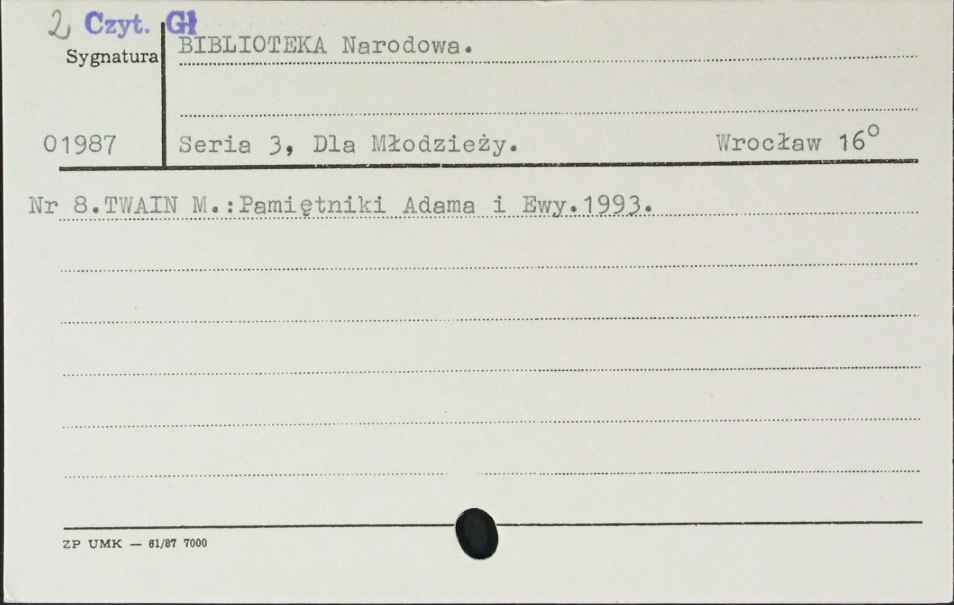 2 Czyt. Gł
Sygnatura
BIBLIOTEKA Narodowa.
01987
Seria 3, Dla Młodzieży. Wrocław 16°
Nr 8.TWAIN M.:Pamiętniki Adama i Ewy.1993.
ZP UMK — 61/87 7000